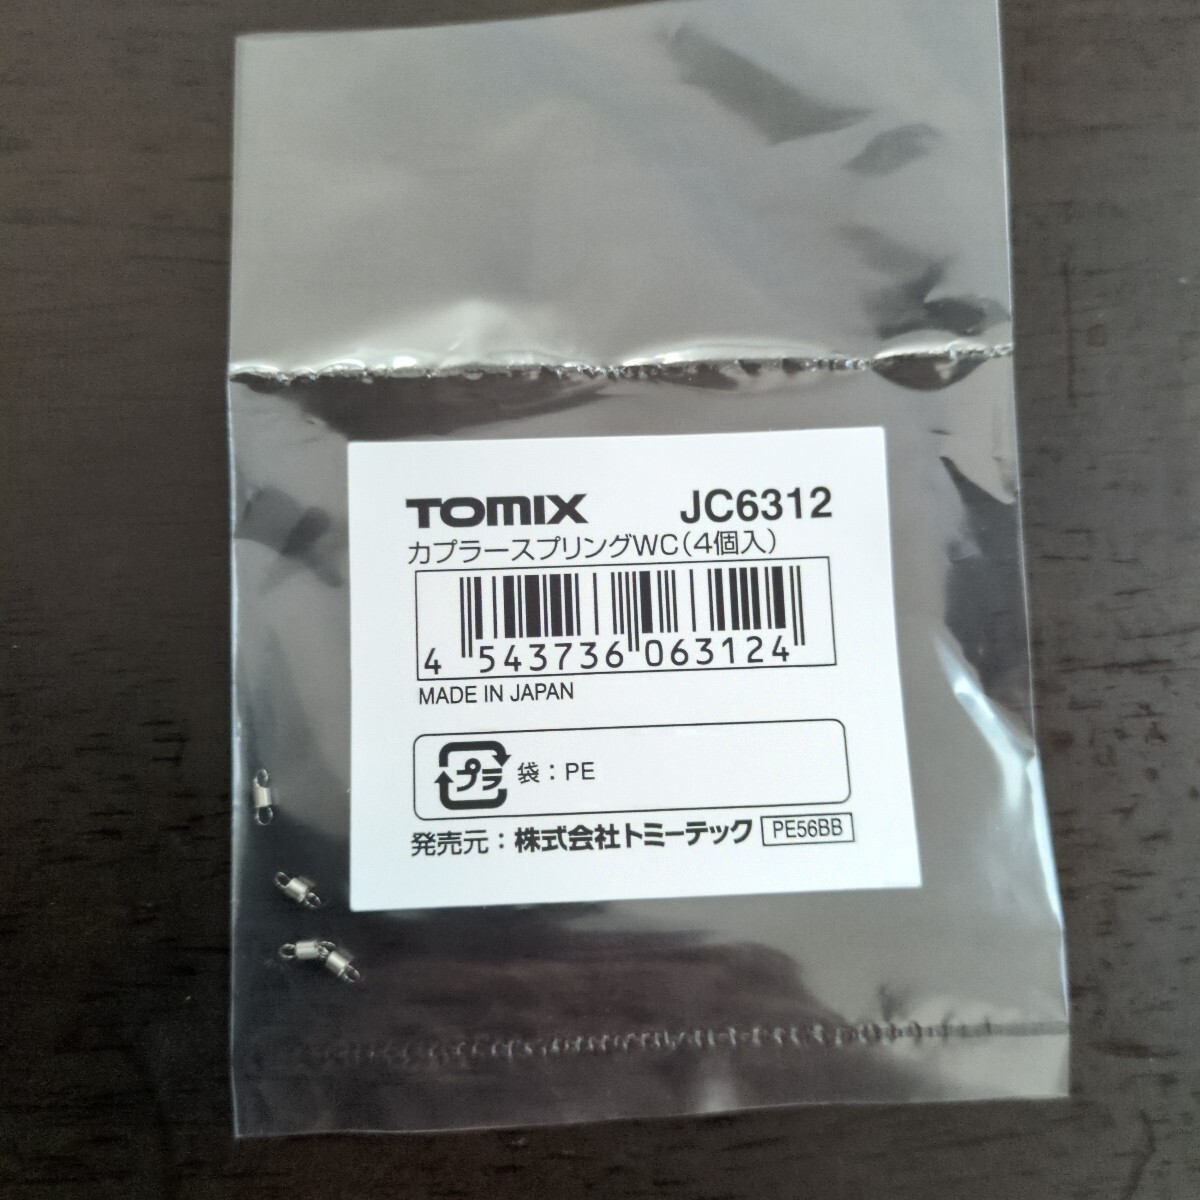 TOMIX JC6312
カプラースプリングWC(4個入)
4 543736 063124
MADE IN JAPAN
プラ 袋：PE
発売元：株式会社トミーテック PE56BB